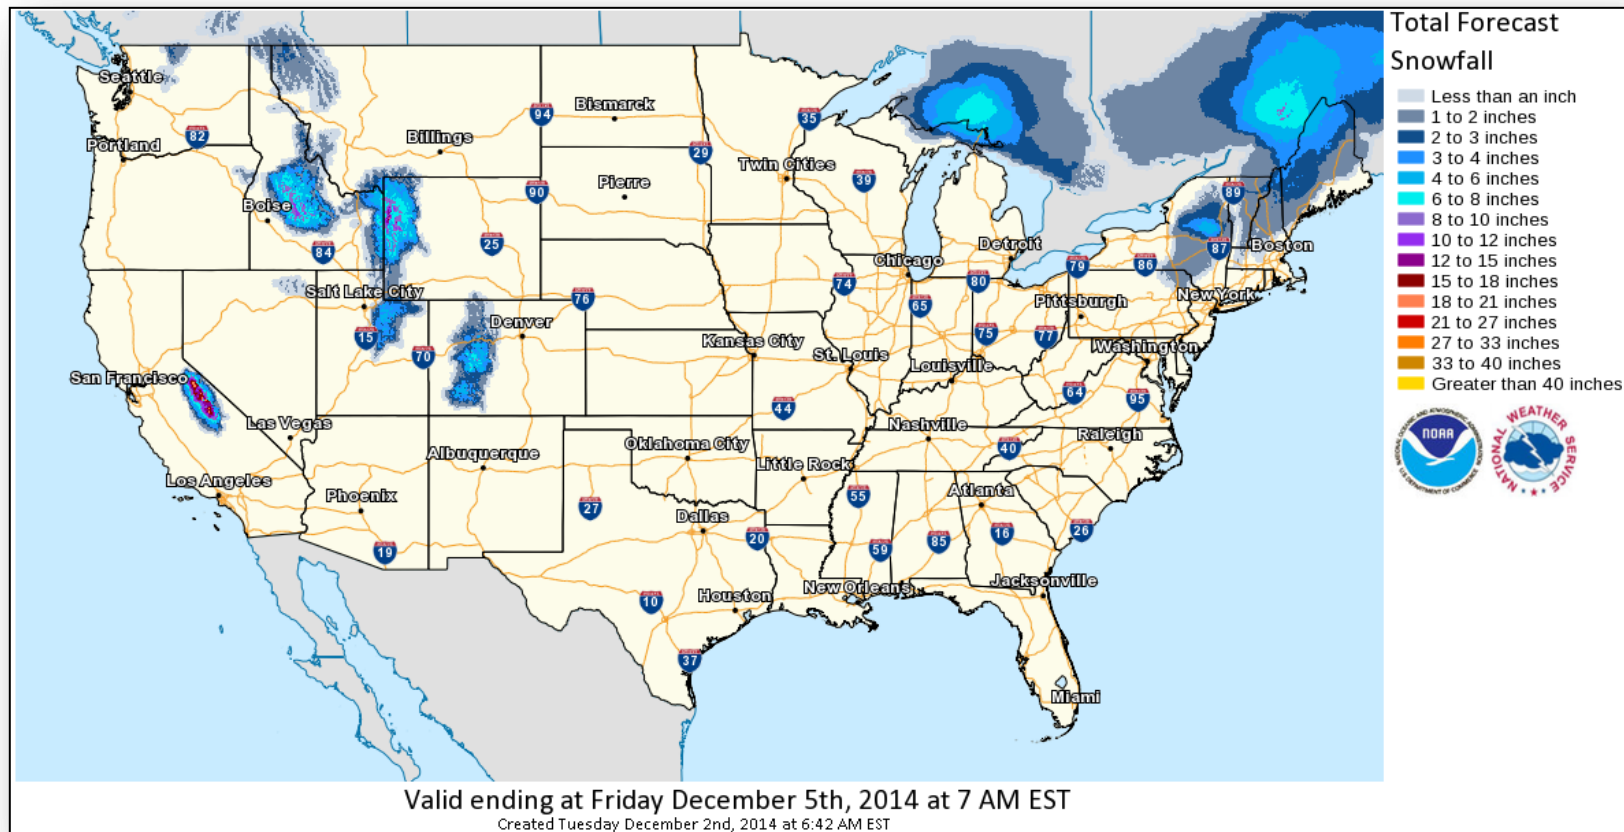 Total Forecast
Snowfall
Less than an inch
1 to 2 inches
2 to 3 inches
3 to 4 inches
4 to 6 inches
6 to 8 inches
8 to 10 inches
10 to 12 inches
12 to 15 inches
15 to 18 inches
18 to 21 inches
21 to 27 inches
27 to 33 inches
33 to 40 inches
Greater than 40 inches
NOAA
NATIONAL WEATHER SERVICE
Seattle
Portland
82
Billings
94
Bismarck
35
29
Twin Cities
39
Pierre
90
Boise
84
25
89
87
Boston
Detroit
Chicago
79
86
New York
74
65
80
Pittsburgh
Salt Lake City
76
Denver
15
70
Kansas City
St. Louis
75
77
Washington
Louisville
64
95
San Francisco
Las Vegas
44
Nashville
Raleigh
40
Albuquerque
Oklahoma City
Little Rock
Los Angeles
Phoenix
27
55
Atlanta
Dallas
20
59
85
16
26
19
10
Houston
New Orleans
Jacksonville
37
Miami
Valid ending at Friday December 5th, 2014 at 7 AM EST
Created Tuesday December 2nd, 2014 at 6:42 AM EST